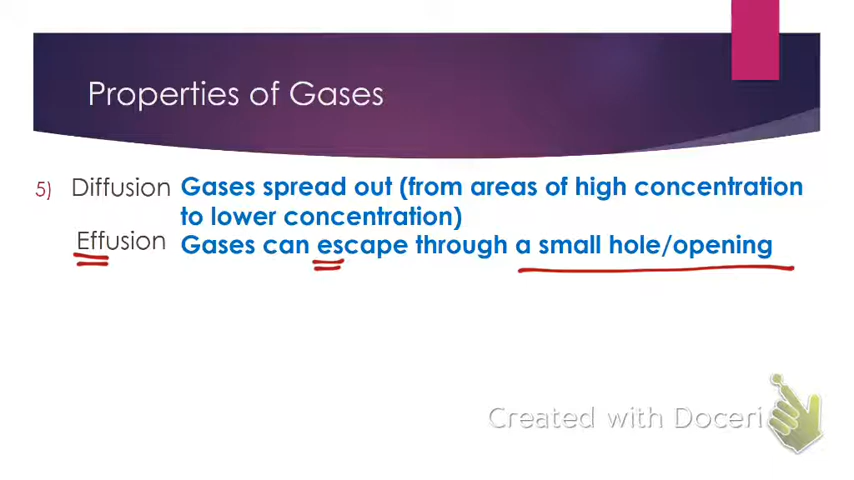 Properties of Gases
5) Diffusion Gases spread out (from areas of high concentration
to lower concentration)
Effusion Gases can escape through a small hole/opening
Created with Doceri